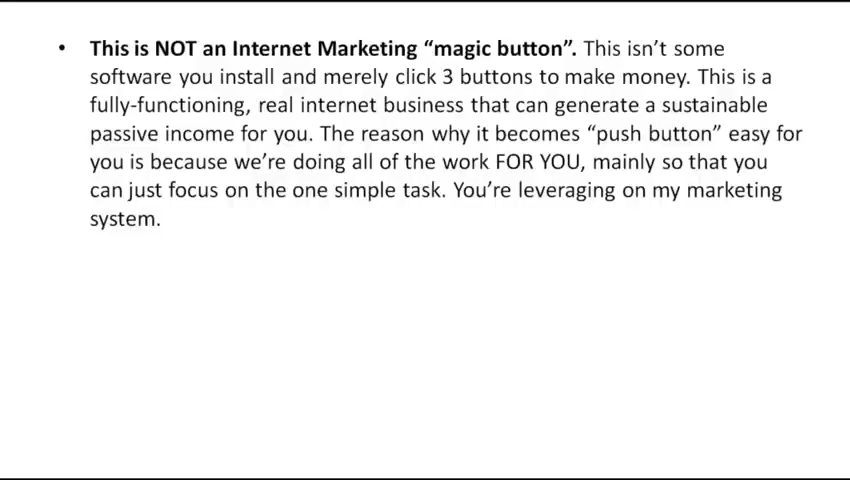 • This is NOT an Internet Marketing “magic button”. This isn’t some
software you install and merely click 3 buttons to make money. This is a
fully-functioning, real internet business that can generate a sustainable
passive income for you. The reason why it becomes “push button” easy for
you is because we’re doing all of the work FOR YOU, mainly so that you
can just focus on the one simple task. You’re leveraging on my marketing
system.